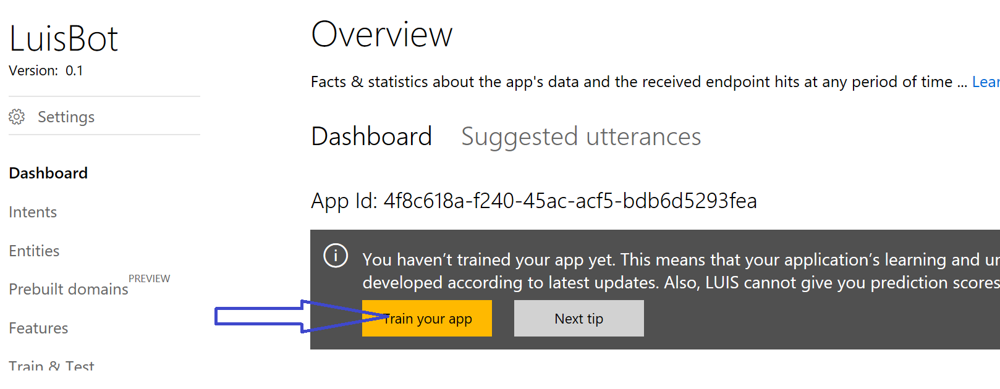 LuisBot
Version: 0.1
Settings
Dashboard
Intents
Entities
Prebuilt domains PREVIEW
Features
Train & Test
Overview
Facts & statistics about the app's data and the received endpoint hits at any period of time ... Lear
Dashboard Suggested utterances
App Id: 4f8c618a-f240-45ac-acf5-bdb6d5293fea
You haven’t trained your app yet. This means that your application’s learning and un
developed according to latest updates. Also, LUIS cannot give you prediction scores
Train your app Next tip